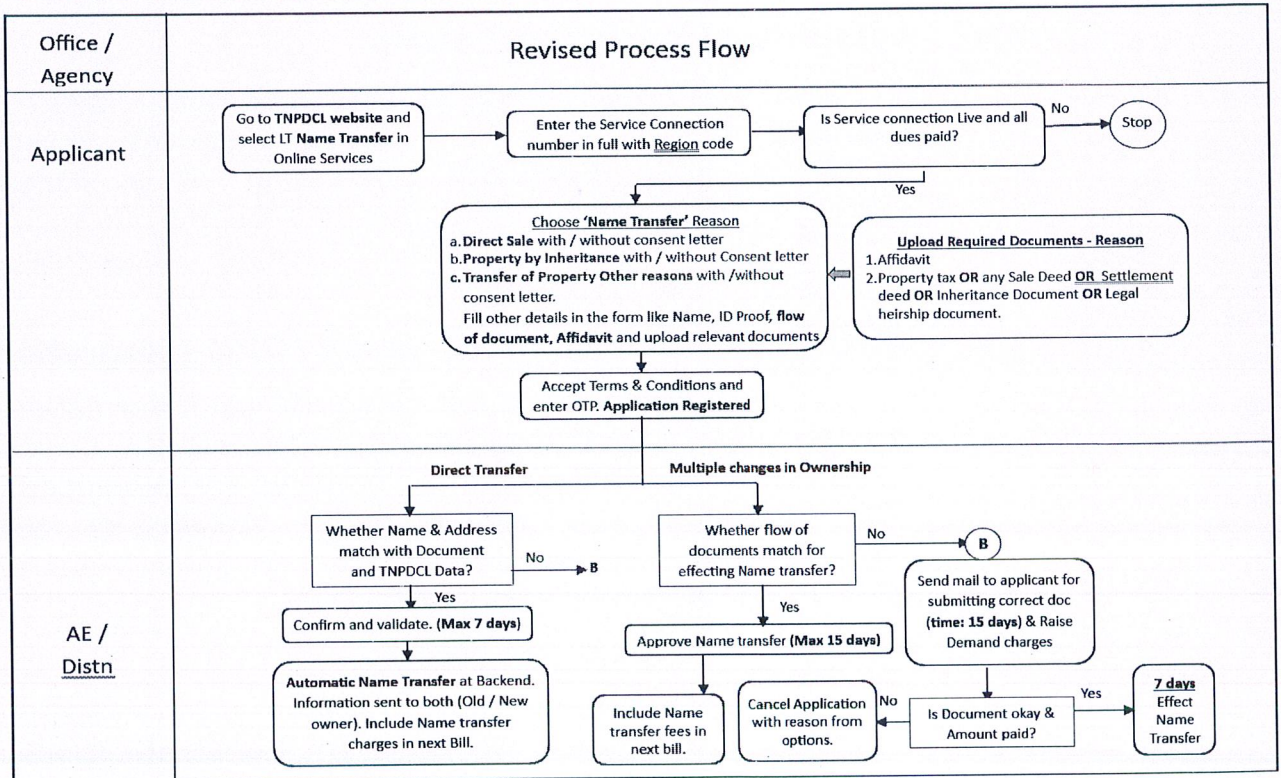 Office /
Agency
Revised Process Flow
Applicant
Go to TNPDCL website and
select LT Name Transfer in
Online Services
Enter the Service Connection
number in full with Region code
Is Service connection Live and all
dues paid?
No
Stop
Yes
Choose ‘Name Transfer’ Reason
a.Direct Sale with / without consent letter
b.Property by Inheritance with / without Consent letter
c. Transfer of Property Other reasons with /without
consent letter.
Fill other details in the form like Name, ID Proof, flow
of document, Affidavit and upload relevant documents
Upload Required Documents - Reason
1.Affidavit
2.Property tax OR any Sale Deed OR Settlement
deed OR Inheritance Document OR Legal
heirship document.
Accept Terms & Conditions and
enter OTP. Application Registered
AE /
Distn
Direct Transfer
Multiple changes in Ownership
Whether Name & Address
match with Document
and TNPDCL Data?
No
B
Yes
Confirm and validate. (Max 7 days)
Automatic Name Transfer at Backend.
Information sent to both (Old / New
owner). Include Name transfer
charges in next Bill.
Whether flow of
documents match for
effecting Name transfer?
No
B
Yes
Approve Name transfer (Max 15 days)
Include Name
transfer fees in
next bill.
Send mail to applicant for
submitting correct doc
(time: 15 days) & Raise
Demand charges
Is Document okay &
Amount paid?
No
Cancel Application
with reason from
options.
Yes
7 days
Effect
Name
Transfer